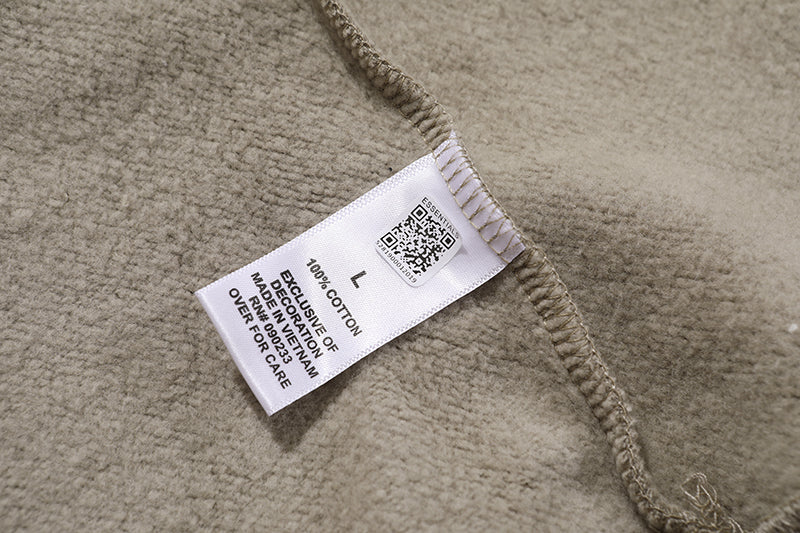 ESSENTIALS
L
100% COTTON
EXCLUSIVE OF
DECORATION
MADE IN VIETNAM
RN# 090233
OVER FOR CARE